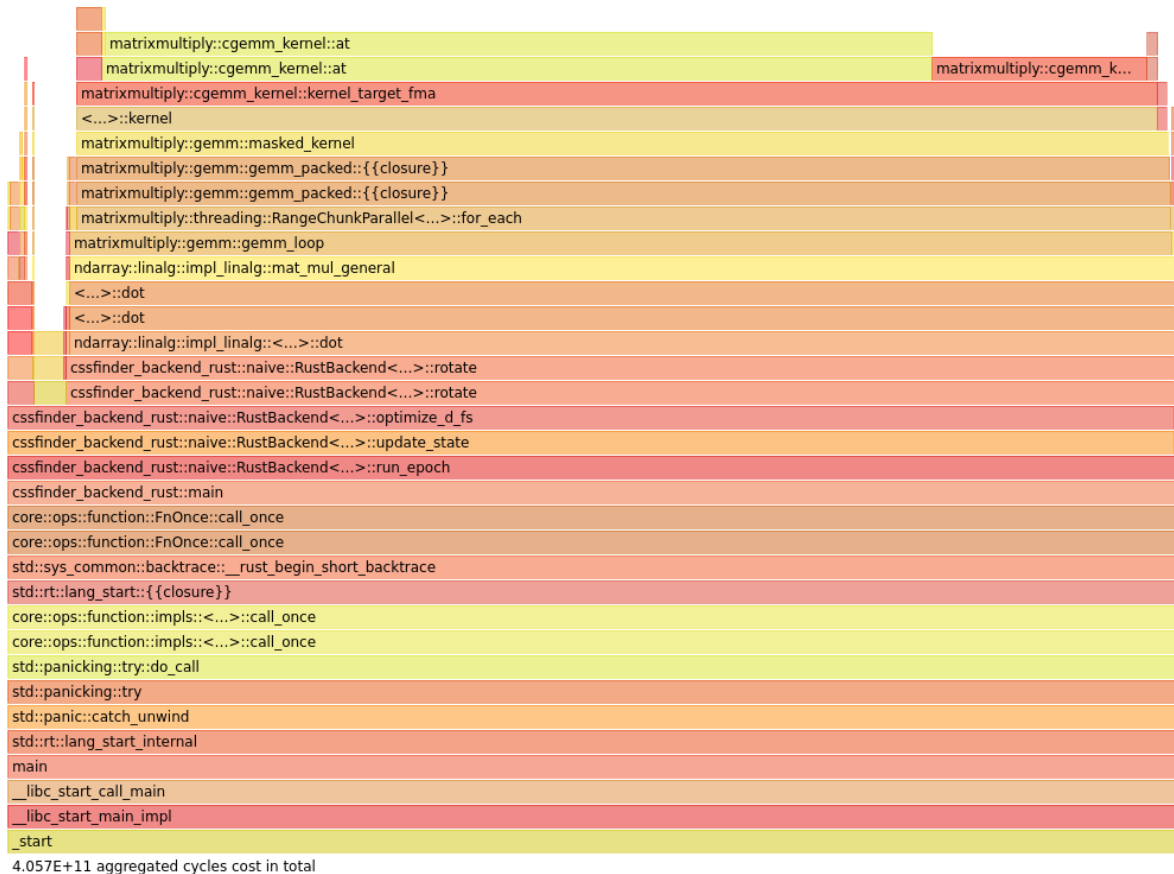 matrixmultiply::cgemm_kernel::at
matrixmultiply::cgemm_kernel::at matrixmultiply::cgemm_k...
matrixmultiply::cgemm_kernel::kernel_target_fma
<...>::kernel
matrixmultiply::gemm::masked_kernel
matrixmultiply::gemm::gemm_packed::{{closure}}
matrixmultiply::gemm::gemm_packed::{{closure}}
matrixmultiply::threading::RangeChunkParallel<...>::for_each
matrixmultiply::gemm::gemm_loop
ndarray::linalg::impl_linalg::mat_mul_general
<...>::dot
<...>::dot
ndarray::linalg::impl_linalg::<...>::dot
cssfinder_backend_rust::naive::RustBackend<...>::rotate
cssfinder_backend_rust::naive::RustBackend<...>::rotate
cssfinder_backend_rust::naive::RustBackend<...>::optimize_d_fs
cssfinder_backend_rust::naive::RustBackend<...>::update_state
cssfinder_backend_rust::naive::RustBackend<...>::run_epoch
cssfinder_backend_rust::main
core::ops::function::FnOnce::call_once
core::ops::function::FnOnce::call_once
std::sys_common::backtrace::__rust_begin_short_backtrace
std::rt::lang_start::{{closure}}
core::ops::function::impls::<...>::call_once
core::ops::function::impls::<...>::call_once
std::panicking::try::do_call
std::panicking::try
std::panic::catch_unwind
std::rt::lang_start_internal
main
__libc_start_call_main
__libc_start_main_impl
_start
4.057E+11 aggregated cycles cost in total